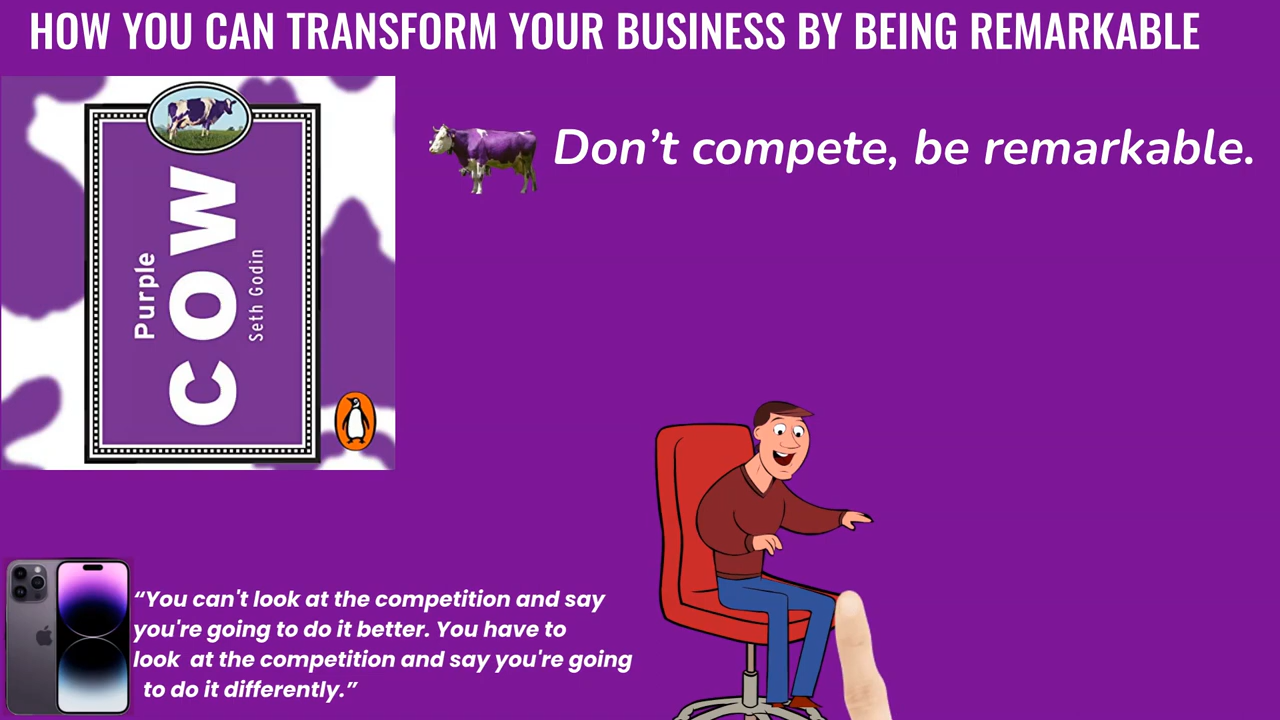 HOW YOU CAN TRANSFORM YOUR BUSINESS BY BEING REMARKABLE
Purple
COW
Seth Godin
Don't compete, be remarkable.
“You can't look at the competition and say
you're going to do it better. You have to
look at the competition and say you're going
to do it differently.”